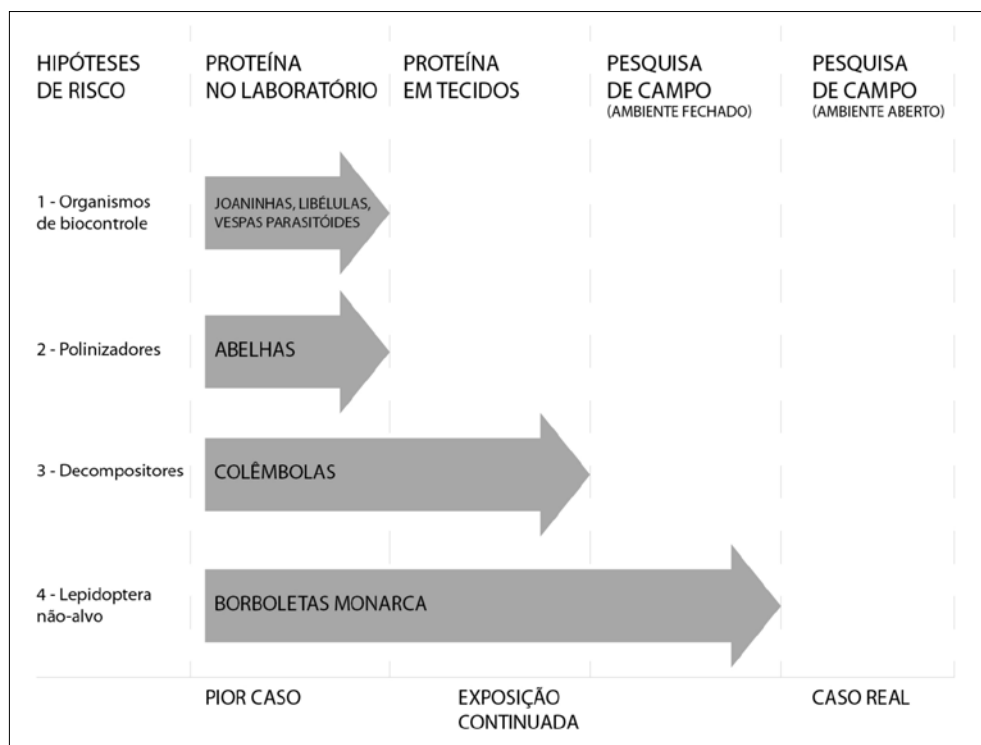 HIPÓTESES
DE RISCO
PROTEÍNA
NO LABORATÓRIO
PROTEÍNA
EM TECIDOS
PESQUISA
DE CAMPO
(AMBIENTE FECHADO)
PESQUISA
DE CAMPO
(AMBIENTE ABERTO)
1 - Organismos
de biocontrole
JOANINHAS, LIBÉLULAS,
VESPAS PARASITÓIDES
2 - Polinizadores
ABELHAS
3 - Decompositores
COLÊMBOLAS
4 - Lepidoptera
não-alvo
BORBOLETAS MONARCA
PIOR CASO
EXPOSIÇÃO
CONTINUADA
CASO REAL